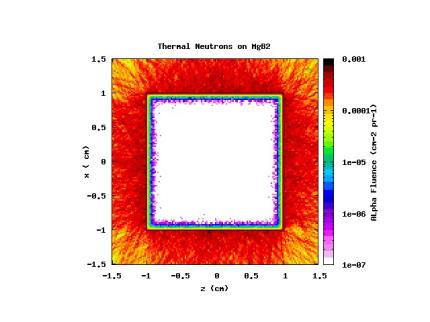 Thermal Neutrons on MgB2
1.5
1
0.5
0
-0.5
-1
-1.5
x ( cm)
-1.5 -1 -0.5 0 0.5 1 1.5
z (cm)
0.001
0.0001
1e-05
1e-06
1e-07
Alpha Fluence (cm-2 pr-1)